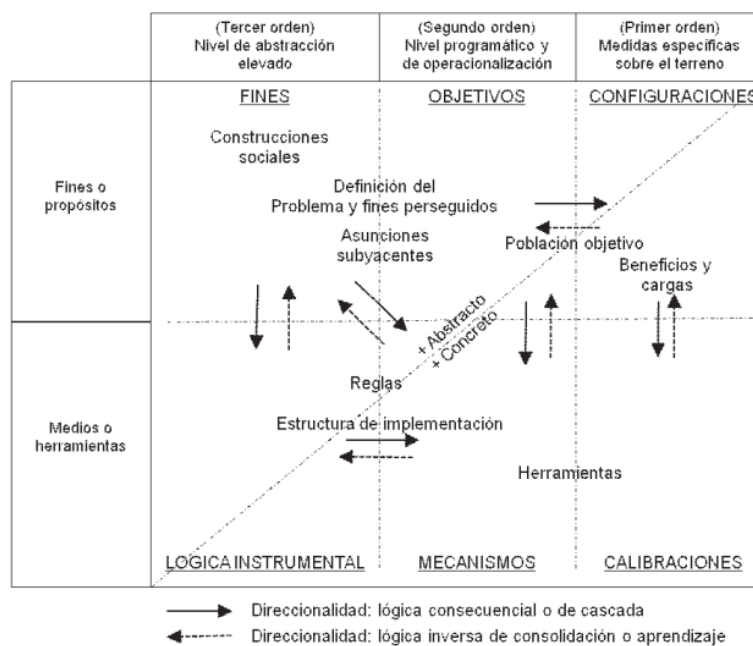 (Tercer orden)
Nivel de abstracción
elevado
(Segundo orden)
Nivel programático y
de operacionalización
(Primer orden)
Medidas específicas
sobre el terreno
Fines o
propósitos
FINES
OBJETIVOS
CONFIGURACIONES
Construcciones
sociales
Definición del
Problema y fines perseguidos
Asunciones
subyacentes
Población objetivo
Beneficios y
cargas
+ Abstracto
+ Concreto
Medios o
herramientas
Reglas
Estructura de implementación
Herramientas
LOGICA INSTRUMENTAL
MECANISMOS
CALIBRACIONES
Direccionalidad: lógica consecuencial o de cascada
Direccionalidad: lógica inversa de consolidación o aprendizaje